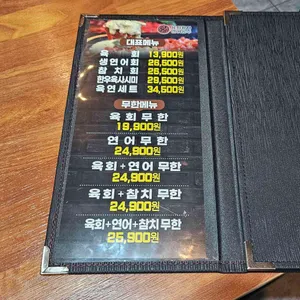 대표메뉴
육 회 13,900원
생연어회 26,500원
참 치 회 26,500원
한우육사시미 29,500원
육연세트 34,500원
무한메뉴
육 회 무 한
19,900원
연 어 무 한
24,900원
육회+연어 무한
24,900원
육회+참치 무한
24,900원
육회+연어+참치 무한
25,900원